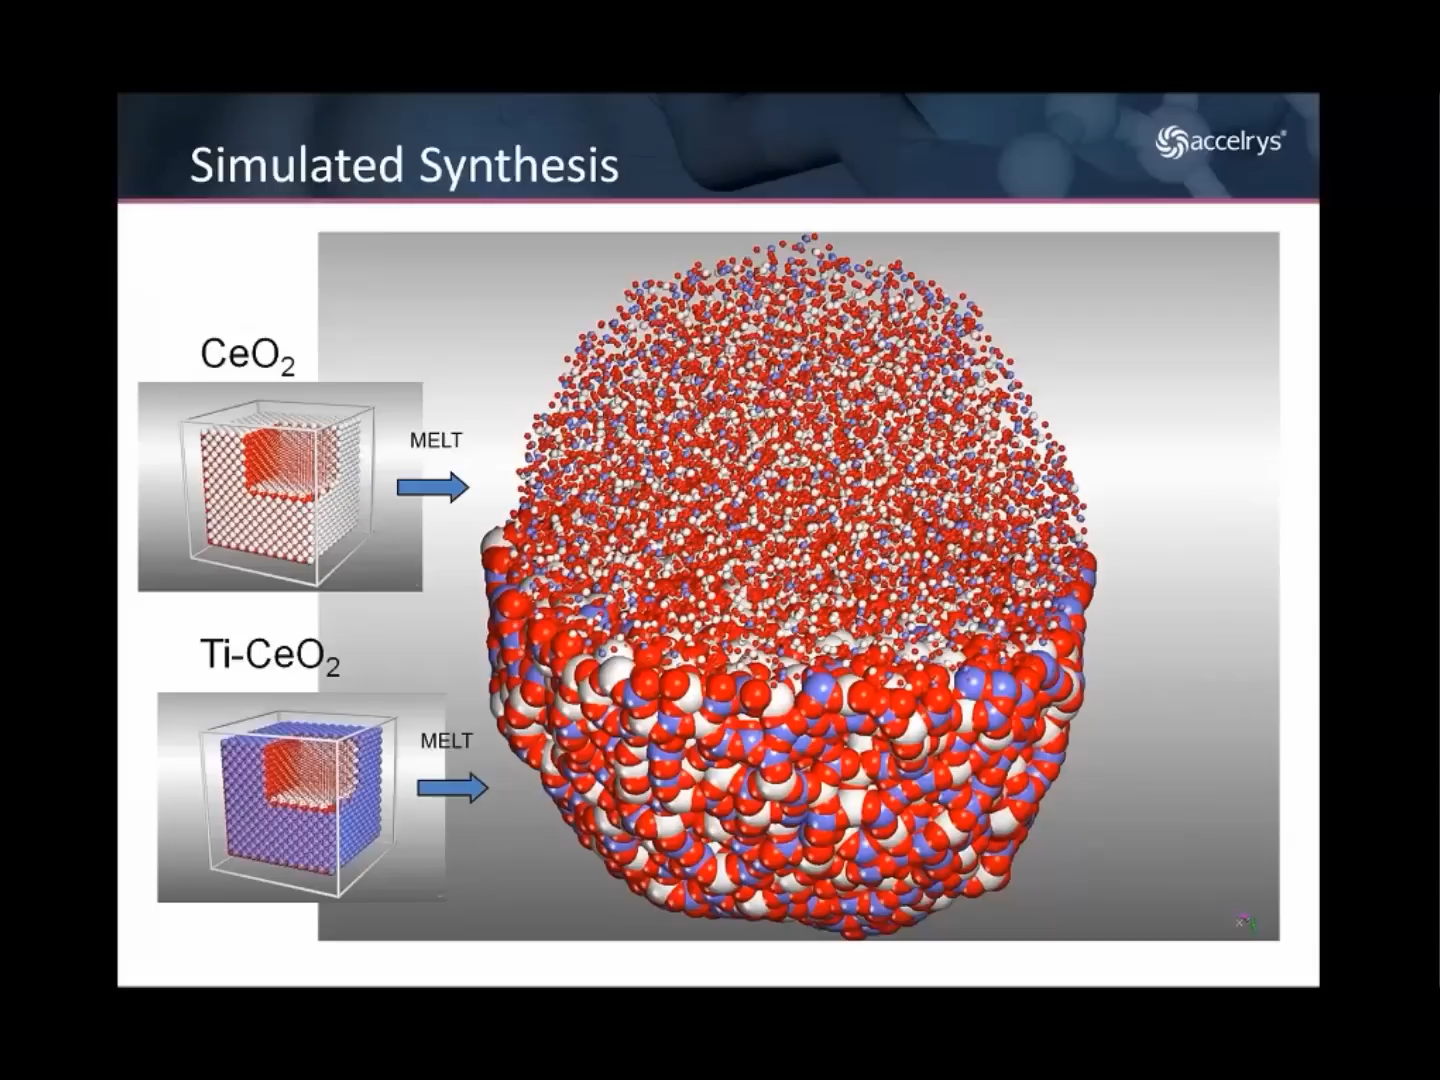 Simulated Synthesis
accelrys®
CeO₂
MELT
Ti-CeO₂
MELT